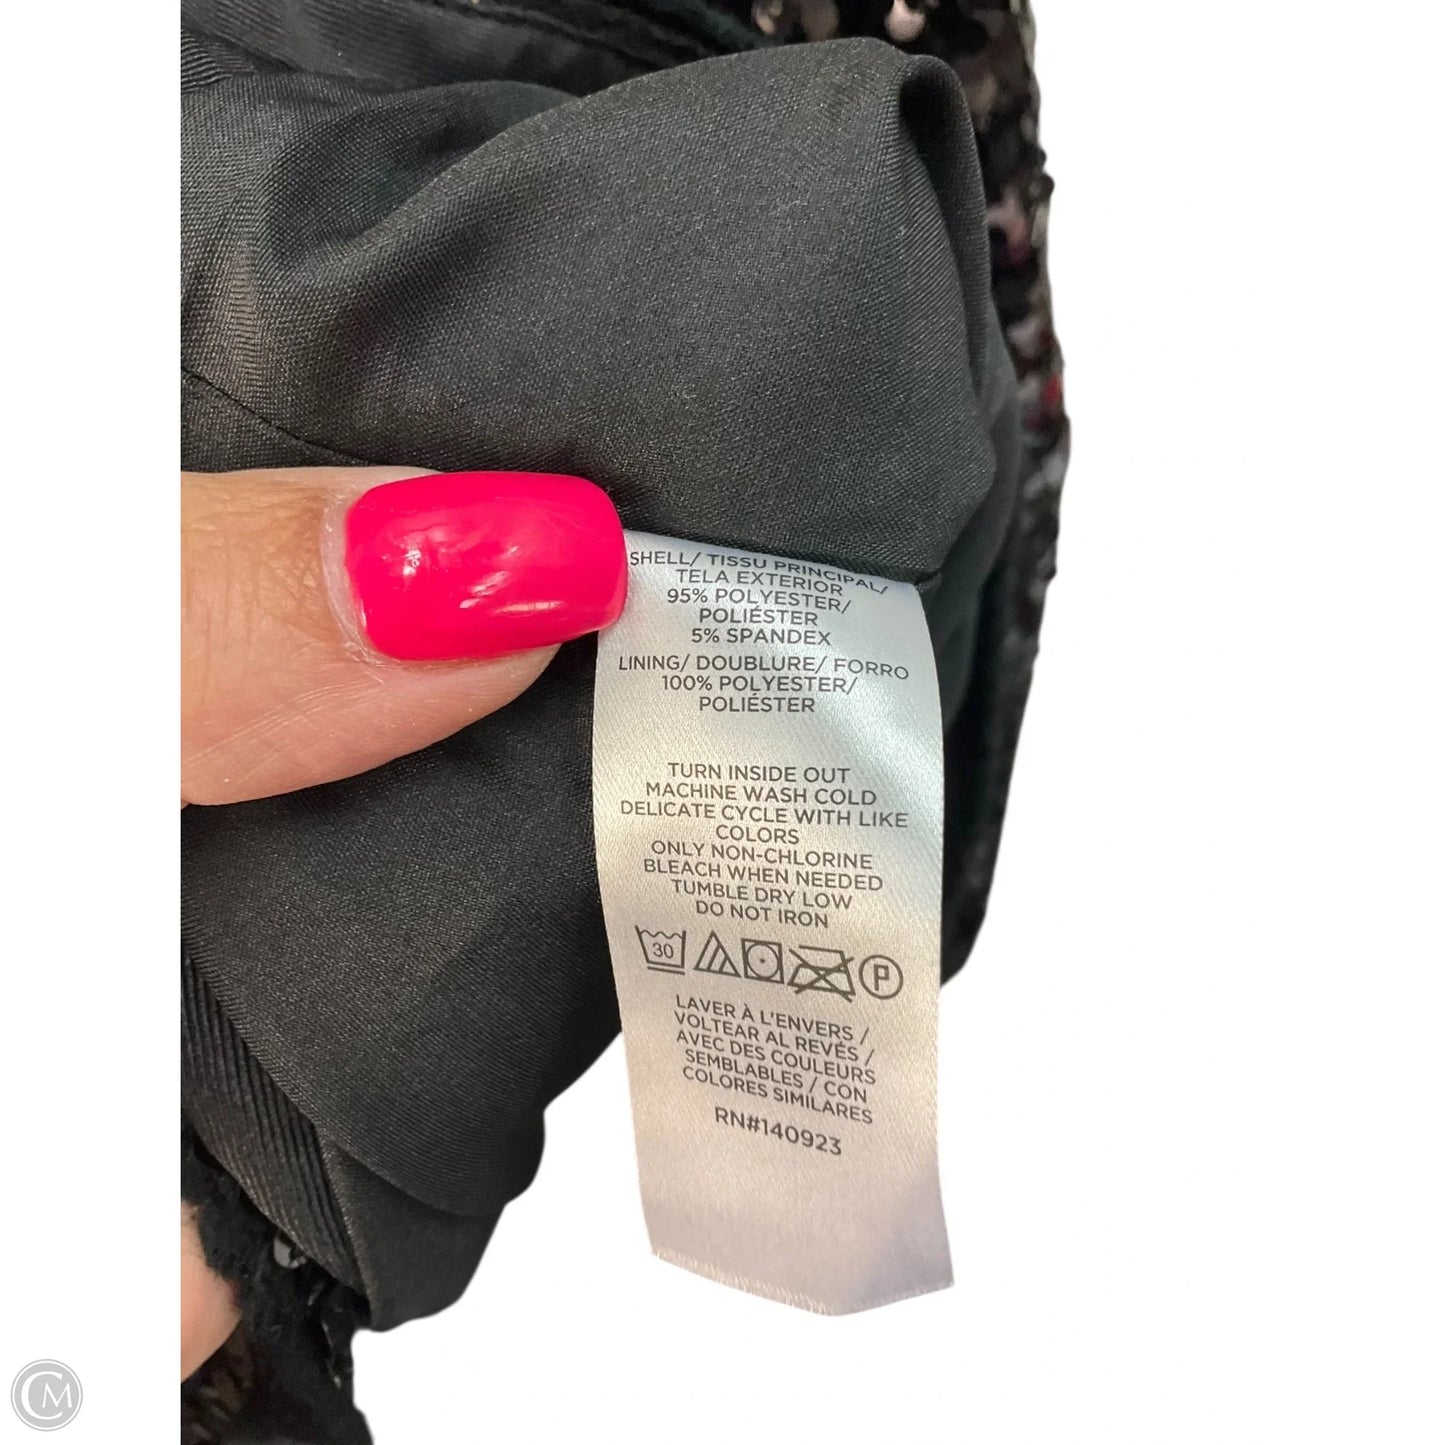 SHELL/ TISSU PRINCIPAL/
TELA EXTERIOR
95% POLYESTER/
POLIÉSTER
5% SPANDEX
LINING/ DOUBLURE/ FORRO
100% POLYESTER/
POLIÉSTER
TURN INSIDE OUT
MACHINE WASH COLD
DELICATE CYCLE WITH LIKE
COLORS
ONLY NON-CHLORINE
BLEACH WHEN NEEDED
TUMBLE DRY LOW
DO NOT IRON
30 P
LAVER À L'ENVERS /
VOLTEAR AL REVÉS /
AVEC DES COULEURS
SEMBLABLES / CON
COLORES SIMILARES
RN#140923
CM